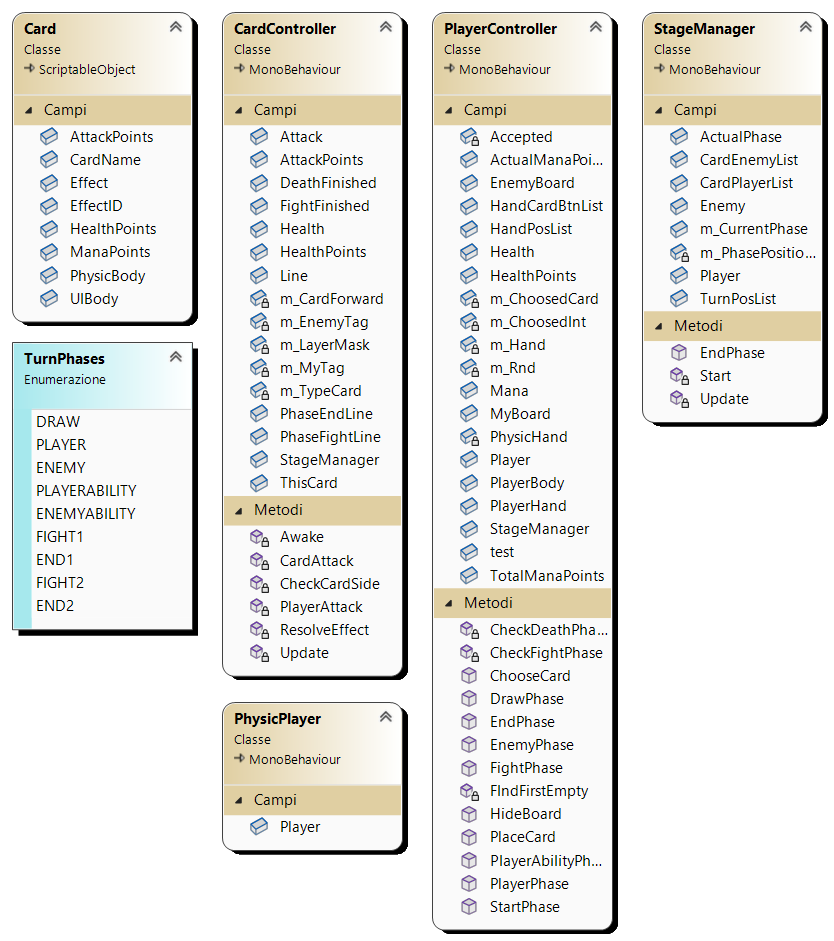 Card
Classe
ScriptableObject
Campi
AttackPoints
CardName
Effect
EffectID
HealthPoints
ManaPoints
PhysicBody
UIBody
TurnPhases
Enumerazione
DRAW
PLAYER
ENEMY
PLAYERABILITY
ENEMYABILITY
FIGHT1
END1
FIGHT2
END2
CardController
Classe
MonoBehaviour
Campi
Attack
AttackPoints
DeathFinished
FightFinished
Health
HealthPoints
Line
m_CardForward
m_EnemyTag
m_LayerMask
m_MyTag
m_TypeCard
PhaseEndLine
PhaseFightLine
StageManager
ThisCard
Metodi
Awake
CardAttack
CheckCardSide
PlayerAttack
ResolveEffect
Update
PhysicPlayer
Classe
MonoBehaviour
Campi
Player
PlayerController
Classe
MonoBehaviour
Campi
Accepted
ActualManaPoi...
EnemyBoard
HandCardBtnList
HandPosList
Health
HealthPoints
m_ChoosedCard
m_ChoosedInt
m_Hand
m_Rnd
Mana
MyBoard
PhysicHand
Player
PlayerBody
PlayerHand
StageManager
test
TotalManaPoints
Metodi
CheckDeathPha...
CheckFightPhase
ChooseCard
DrawPhase
EndPhase
EnemyPhase
FightPhase
FIndFirstEmpty
HideBoard
PlaceCard
PlayerAbilityPh...
PlayerPhase
StartPhase
StageManager
Classe
MonoBehaviour
Campi
ActualPhase
CardEnemyList
CardPlayerList
Enemy
m_CurrentPhase
m_PhasePositio...
Player
TurnPosList
Metodi
EndPhase
Start
Update